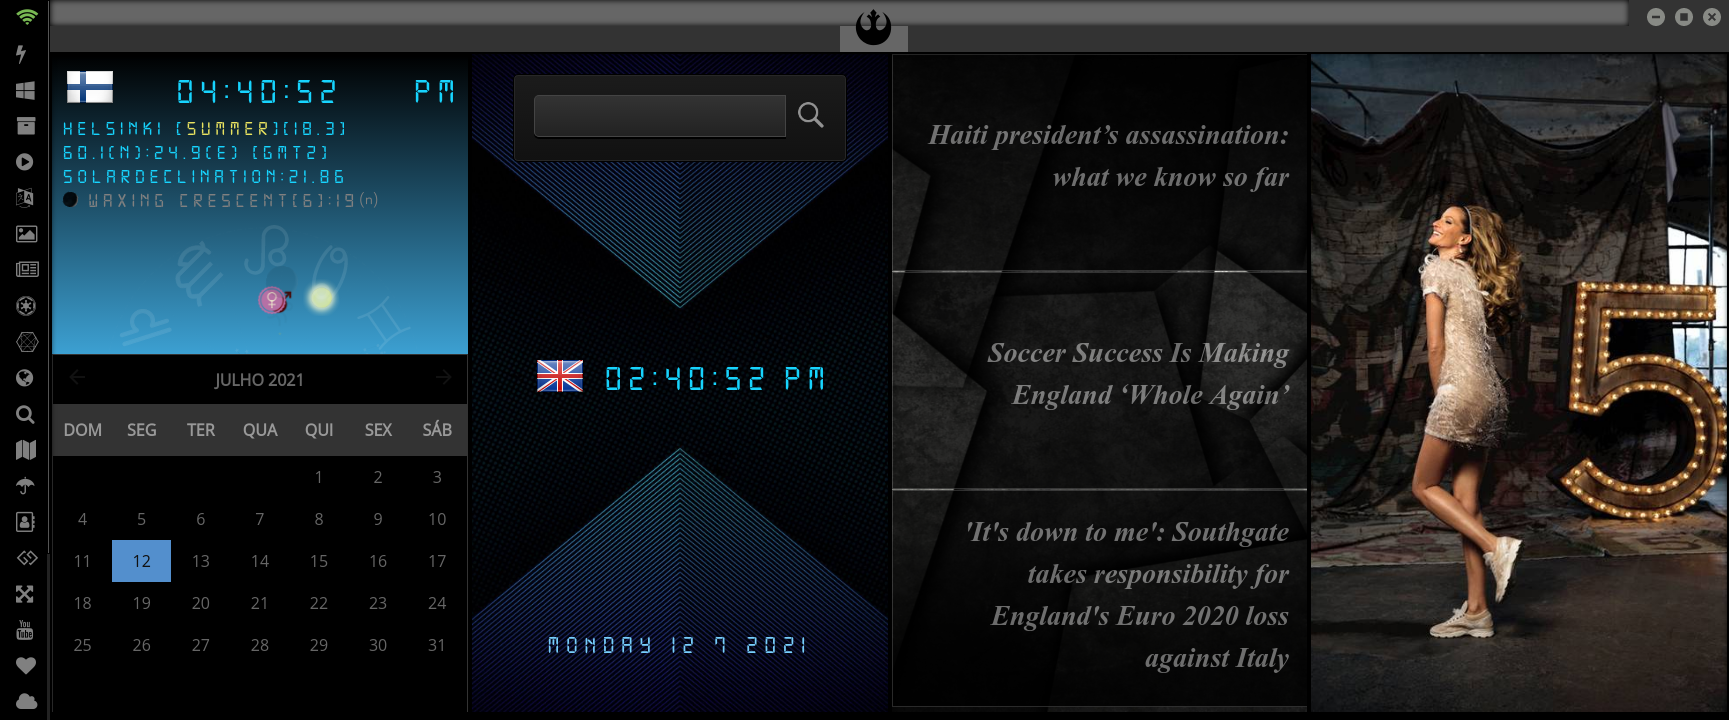 04:40:52 PM
HELSINKI [SUMMER][18.3]
60.1(N):24.9(E) [GMT2]
SOLARDECLINATION:21.86
WAXING CRESCENT[6]:19(n)
JULHO 2021
DOM SEG TER QUA QUI SEX SÁB
1 2 3
4 5 6 7 8 9 10
11 12 13 14 15 16 17
18 19 20 21 22 23 24
25 26 27 28 29 30 31
02:40:52 PM
MONDAY 12 7 2021
Haiti president’s assassination:
what we know so far
Soccer Success Is Making
England ‘Whole Again’
'It's down to me': Southgate
takes responsibility for
England's Euro 2020 loss
against Italy
5
You
Tube